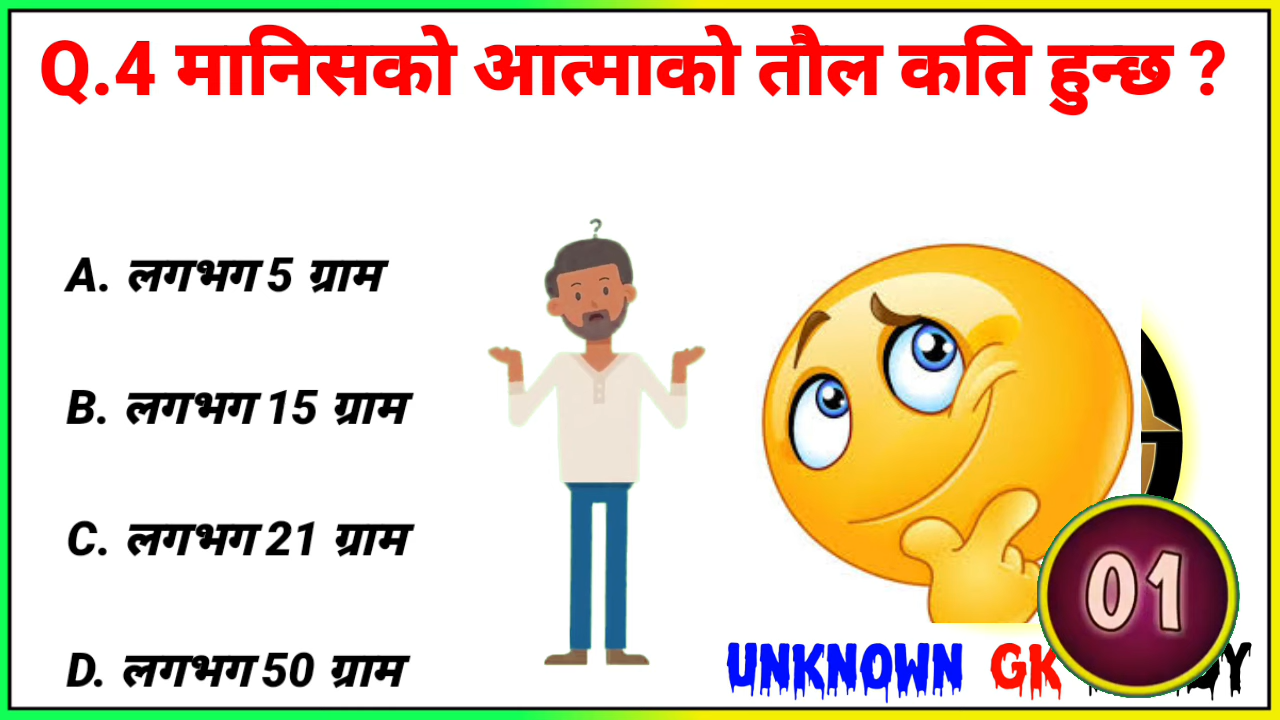 Q.4 मानिसको आत्माको तौल कति हुन्छ ?
?
A. लगभग 5 ग्राम
B. लगभग 15 ग्राम
C. लगभग 21 ग्राम
D. लगभग 50 ग्राम
01
UNKNOWN GK